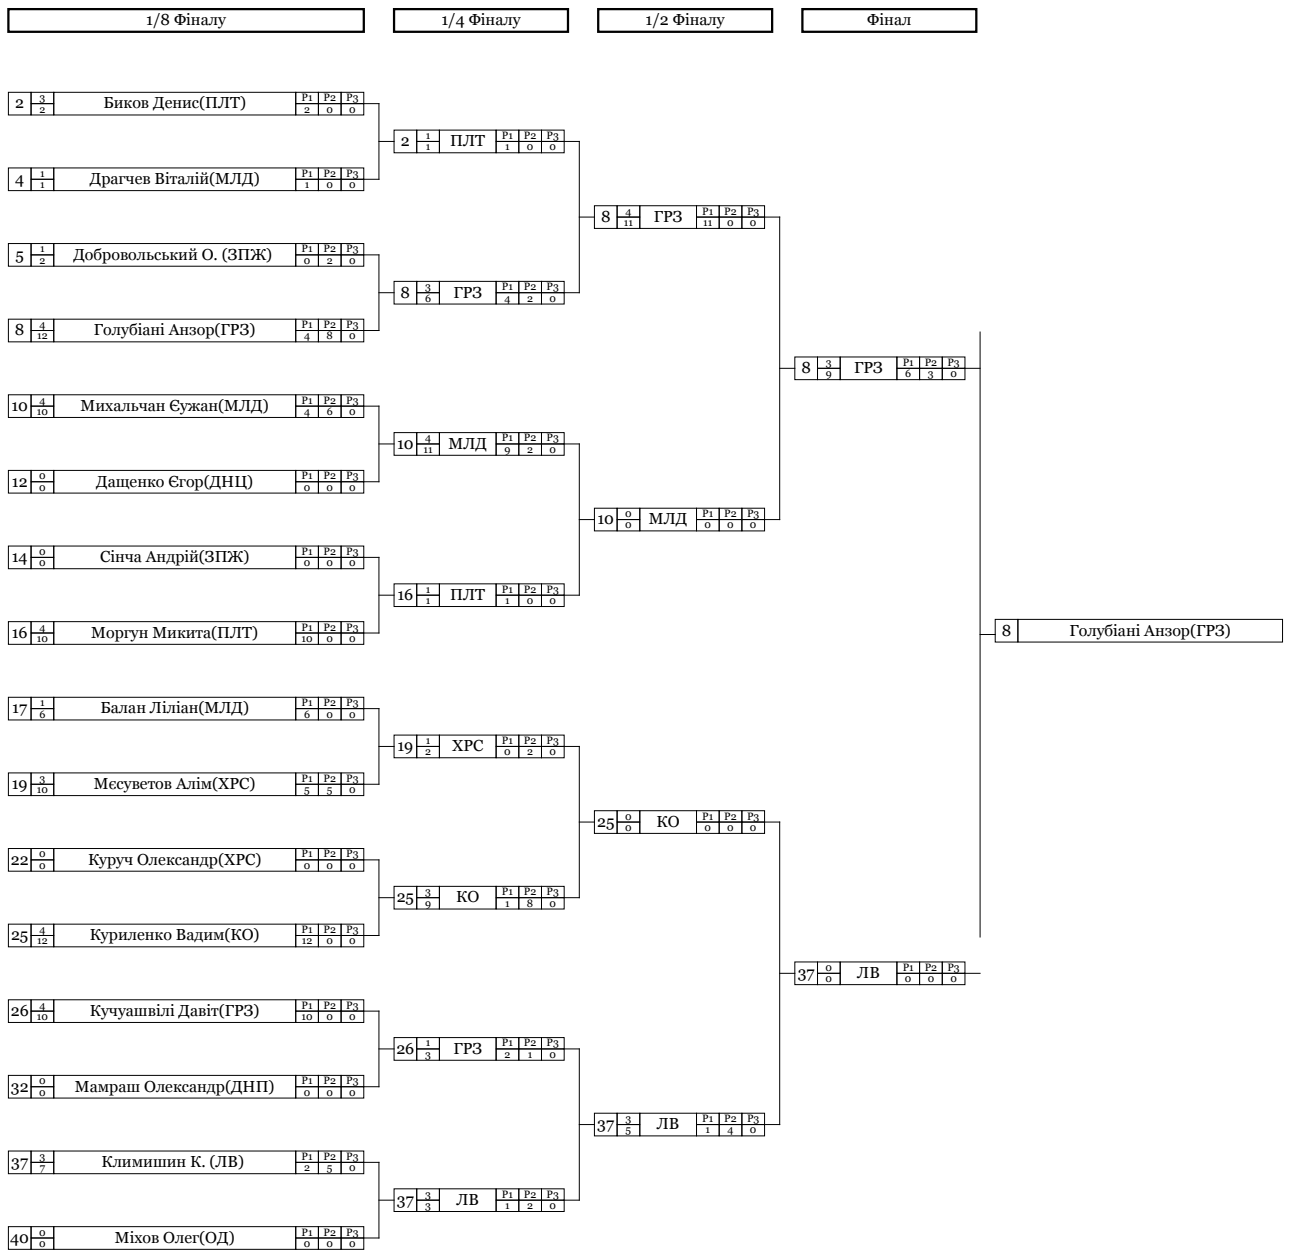 1/8 Фіналу 1/4 Фіналу 1/2 Фіналу Фінал
2 3 2 Биков Денис(ПЛТ) P1 P2 P3 2 0 0
2 1 1 ПЛТ P1 P2 P3 1 0 0
4 1 1 Драгчев Віталій(МЛД) P1 P2 P3 1 0 0
8 4 11 ГРЗ P1 P2 P3 11 0 0
5 1 2 Добровольський О. (ЗПЖ) P1 P2 P3 0 2 0
8 3 6 ГРЗ P1 P2 P3 4 2 0
8 4 12 Голубіані Анзор(ГРЗ) P1 P2 P3 4 8 0
8 3 9 ГРЗ P1 P2 P3 6 3 0
10 4 10 Михальчан Єужан(МЛД) P1 P2 P3 4 6 0
10 4 11 МЛД P1 P2 P3 9 2 0
12 0 0 Дащенко Єгор(ДНЦ) P1 P2 P3 0 0 0
10 0 0 МЛД P1 P2 P3 0 0 0
14 0 0 Сінча Андрій(ЗПЖ) P1 P2 P3 0 0 0
16 1 1 ПЛТ P1 P2 P3 1 0 0
16 4 10 Моргун Микита(ПЛТ) P1 P2 P3 10 0 0
8 Голубіані Анзор(ГРЗ)
17 1 6 Балан Ліліан(МЛД) P1 P2 P3 6 0 0
19 1 2 ХРС P1 P2 P3 0 2 0
19 3 10 Мєсуветов Алім(ХРС) P1 P2 P3 5 5 0
25 0 0 КО P1 P2 P3 0 0 0
22 0 0 Куруч Олександр(ХРС) P1 P2 P3 0 0 0
25 3 9 КО P1 P2 P3 1 8 0
25 4 12 Куриленко Вадим(КО) P1 P2 P3 12 0 0
37 0 0 ЛВ P1 P2 P3 0 0 0
26 4 10 Кучуашвілі Давіт(ГРЗ) P1 P2 P3 10 0 0
26 1 3 ГРЗ P1 P2 P3 2 1 0
32 0 0 Мамраш Олександр(ДНП) P1 P2 P3 0 0 0
37 3 5 ЛВ P1 P2 P3 1 4 0
37 3 7 Климишин К. (ЛВ) P1 P2 P3 2 5 0
37 3 3 ЛВ P1 P2 P3 1 2 0
40 0 0 Міхов Олег(ОД) P1 P2 P3 0 0 0